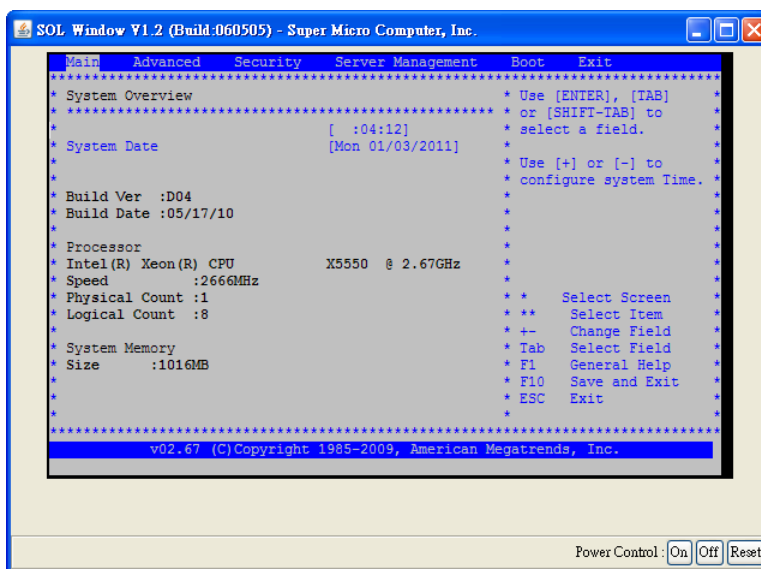 SOL Window V1.2 (Build:060505) - Super Micro Computer, Inc.
Main Advanced Security Server Management Boot Exit
********************************************************************************
* System Overview * Use [ENTER], [TAB] *
* *************************************************** * or [SHIFT-TAB] to *
* [ :04:12] * select a field. *
* System Date [Mon 01/03/2011] * *
* * Use [+] or [-] to *
* * configure system Time. *
* Build Ver :D04 * *
* Build Date :05/17/10 * *
* * *
* Processor * *
* Intel(R) Xeon(R) CPU X5550 @ 2.67GHz * *
* Speed :2666MHz * *
* Physical Count :1 * * Select Screen *
* Logical Count :8 * ** Select Item *
* * +- Change Field *
* System Memory * Tab Select Field *
* Size :1016MB * F1 General Help *
* * F10 Save and Exit *
* * ESC Exit *
* * *
********************************************************************************
v02.67 (C)Copyright 1985-2009, American Megatrends, Inc.
Power Control : On Off Reset